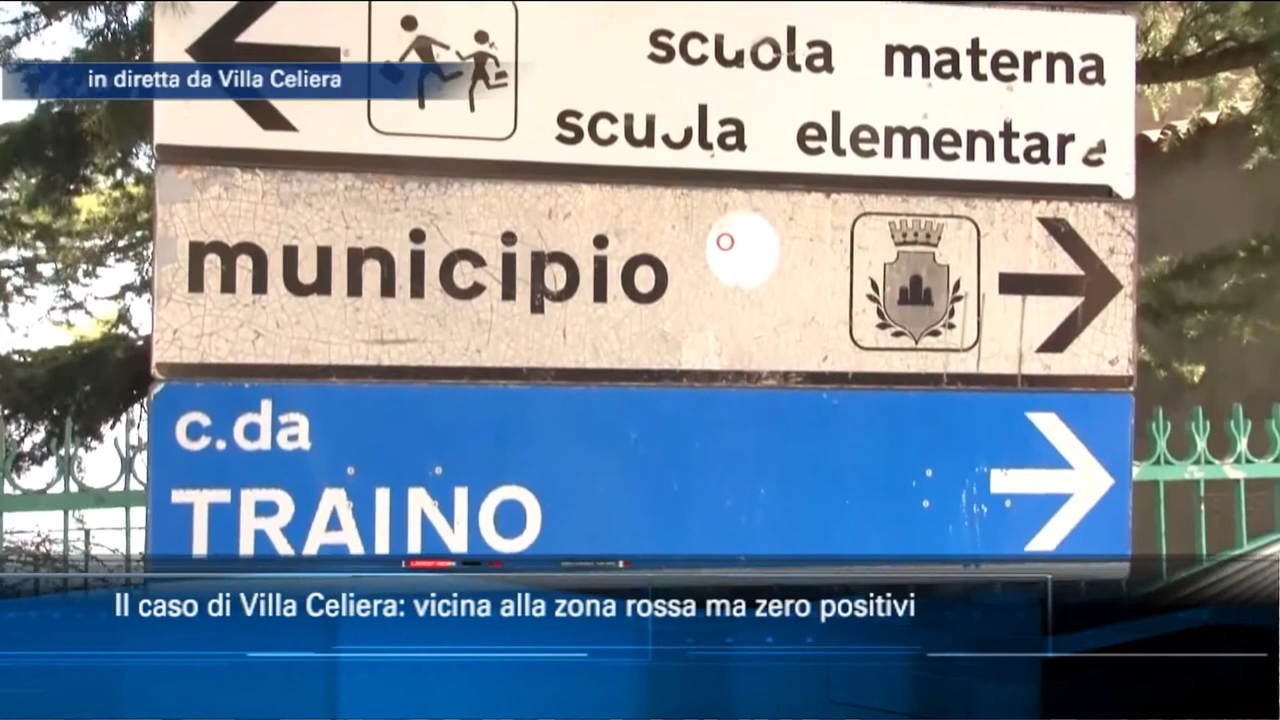 scuola materna
in diretta da Villa Celiera
scuola elementare
municipio
c.da
TRAINO
Il caso di Villa Celiera: vicina alla zona rossa ma zero positivi